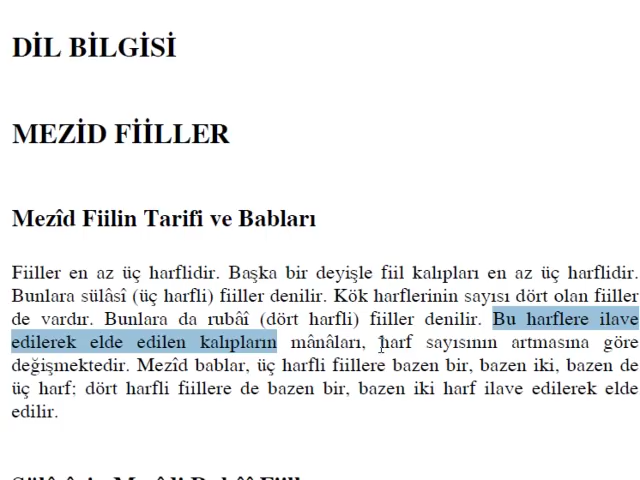 DİL BİLGİSİ
MEZİD FİİLLER
Mezîd Fiilin Tarifi ve Babları
Fiiller en az üç harflidir. Başka bir deyişle fiil kalıpları en az üç harflidir.
Bunlara sülâsî (üç harfli) fiiller denilir. Kök harflerinin sayısı dört olan fiiller
de vardır. Bunlara da rubâî (dört harfli) fiiller denilir. Bu harflere ilave
edilerek elde edilen kalıpların mânâları, harf sayısının artmasına göre
değişmektedir. Mezîd bablar, üç harfli fiillere bazen bir, bazen iki, bazen de
üç harf; dört harfli fiillere de bazen bir, bazen iki harf ilave edilerek elde
edilir.